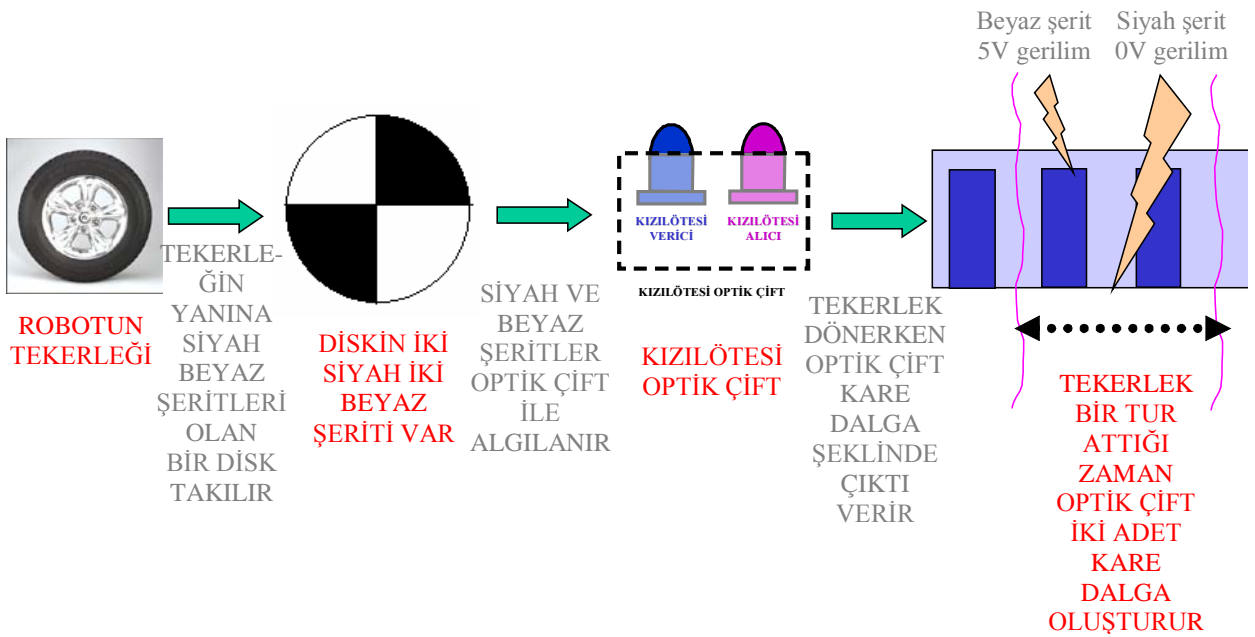 Beyaz şerit
5V gerilim
Siyah şerit
0V gerilim
ROBOTUN
TEKERLEĞİ
TEKERLE-
ĞİN
YANINA
SİYAH
BEYAZ
ŞERİTLERİ
OLAN
BİR DİSK
TAKILIR
DİSKİN İKİ
SİYAH İKİ
BEYAZ
ŞERİTİ VAR
SİYAH VE
BEYAZ
ŞERİTLER
OPTİK ÇİFT
İLE
ALGILANIR
KIZILÖTESİ
VERİCİ
KIZILÖTESİ
ALICI
KIZILÖTESİ OPTİK ÇİFT
KIZILÖTESİ
OPTİK ÇİFT
TEKERLEK
DÖNERKEN
OPTİK ÇİFT
KARE
DALGA
ŞEKLİNDE
ÇIKTI
VERİR
TEKERLEK
BİR TUR
ATTIĞI
ZAMAN
OPTİK ÇİFT
İKİ ADET
KARE
DALGA
OLUŞTURUR